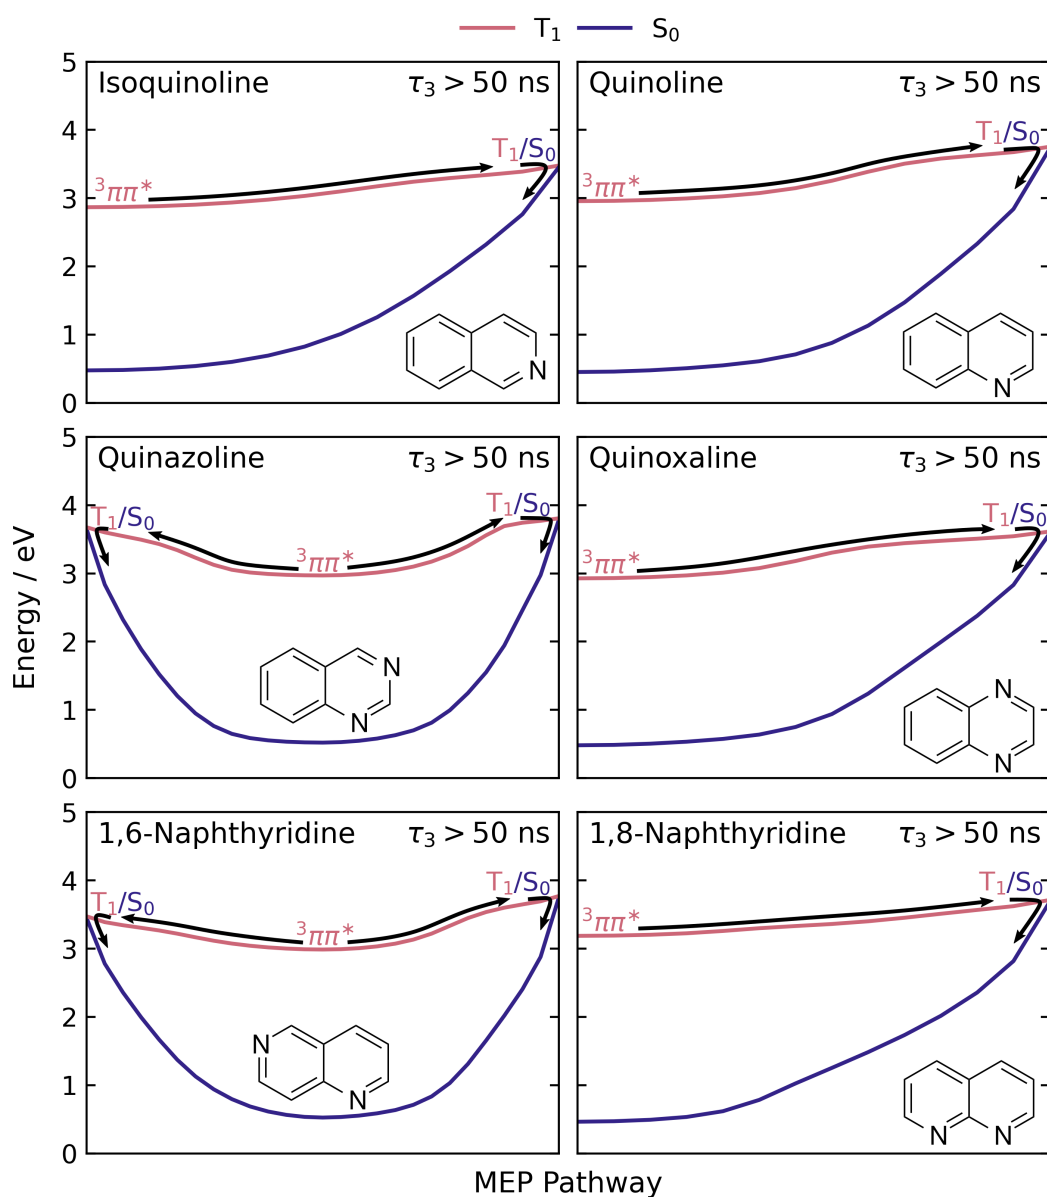 T₁ S₀
Isoquinoline τ₃ > 50 ns
Quinoline τ₃ > 50 ns
5
4
3
2
1
0
³ππ*
T₁/S₀
N
³ππ*
T₁/S₀
N
Quinazoline τ₃ > 50 ns
Quinoxaline τ₃ > 50 ns
5
4
3
2
1
0
T₁/S₀
³ππ*
T₁/S₀
N
N
³ππ*
T₁/S₀
N
N
Energy / eV
1,6-Naphthyridine τ₃ > 50 ns
1,8-Naphthyridine τ₃ > 50 ns
5
4
3
2
1
0
T₁/S₀
³ππ*
T₁/S₀
N
N
³ππ*
T₁/S₀
N N
MEP Pathway